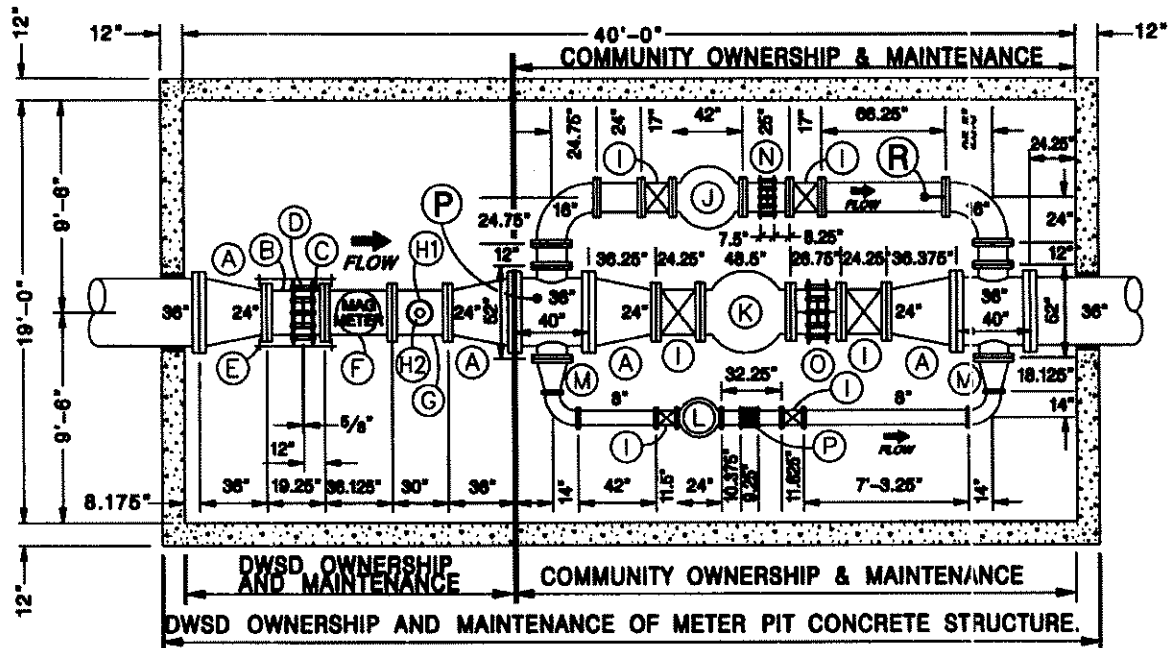 12"
12"
40'-0"
12"
COMMUNITY OWNERSHIP & MAINTENANCE
24.75"
24"
17"
42"
25"
17"
66.25"
24.25"
I
N
I
R
9'-6"
J
FLOW
P
16"
24.75"
24"
D
H1
7.5"
8.25"
A
B
C
FLOW
12"
36.25"
24.25"
48.5"
26.75"
24.25"
36.375"
12"
19'-0"
36"
24"
MAG METER
24"
52"
36"
24"
K
24"
36"
52"
36"
40"
40"
E
F
H2
G
A
M
A
I
O
I
A
M
32.25"
18.125"
9'-6"
8"
I
8"
L
14"
5/8"
12"
I
P
FLOW
8.175"
36"
19.25"
36.125"
30"
36"
14"
42"
11.5"
24"
10.375"
9.25"
11.625"
7'-3.25"
14"
12"
DWSD OWNERSHIP
AND MAINTENANCE
COMMUNITY OWNERSHIP & MAINTENANCE
DWSD OWNERSHIP AND MAINTENANCE OF METER PIT CONCRETE STRUCTURE.